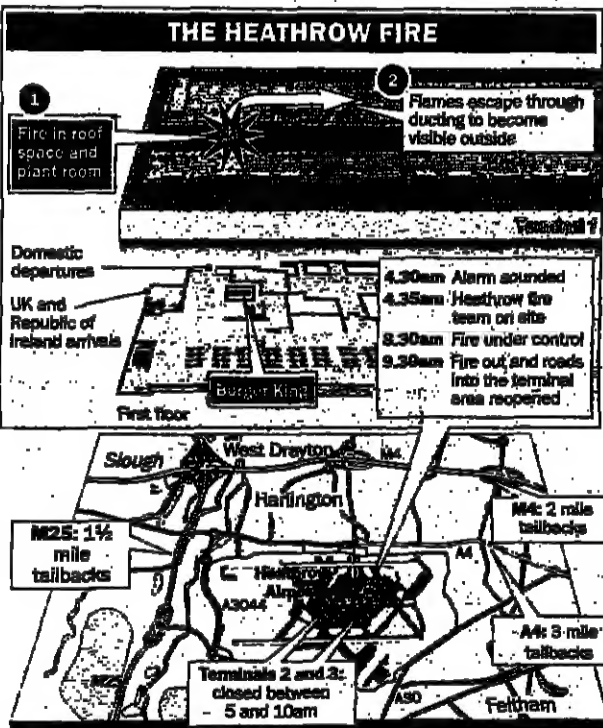 THE HEATHROW FIRE
1
Fire in roof
space and
plant room
2
Flames escape through
ducting to become
visible outside
Terminal 1
Domestic
departures
UK and
Republic of
Ireland arrivals
Burger King
First floor
4.30am Alarm sounded
4.35am Heathrow fire
team on site
8.30am Fire under control
9.30am Fire out and roads
into the terminal
area reopened
Slough
West Drayton
M4
Harlington
M25: 1½
mile
tailbacks
M4: 2 mile
tailbacks
A4
Heathrow
Airport
A3044
A4: 3 mile
tailbacks
Terminals 2 and 3:
closed between
5 and 10am
M25
A30
Feltham